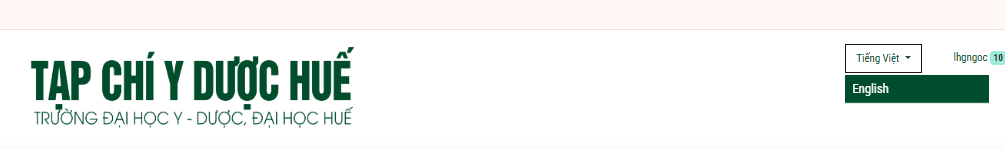 TẠP CHÍ Y DƯỢC HUẾ
TRƯỜNG ĐẠI HỌC Y - DƯỢC, ĐẠI HỌC HUẾ
Tiếng Việt
lhgngoc 10
English